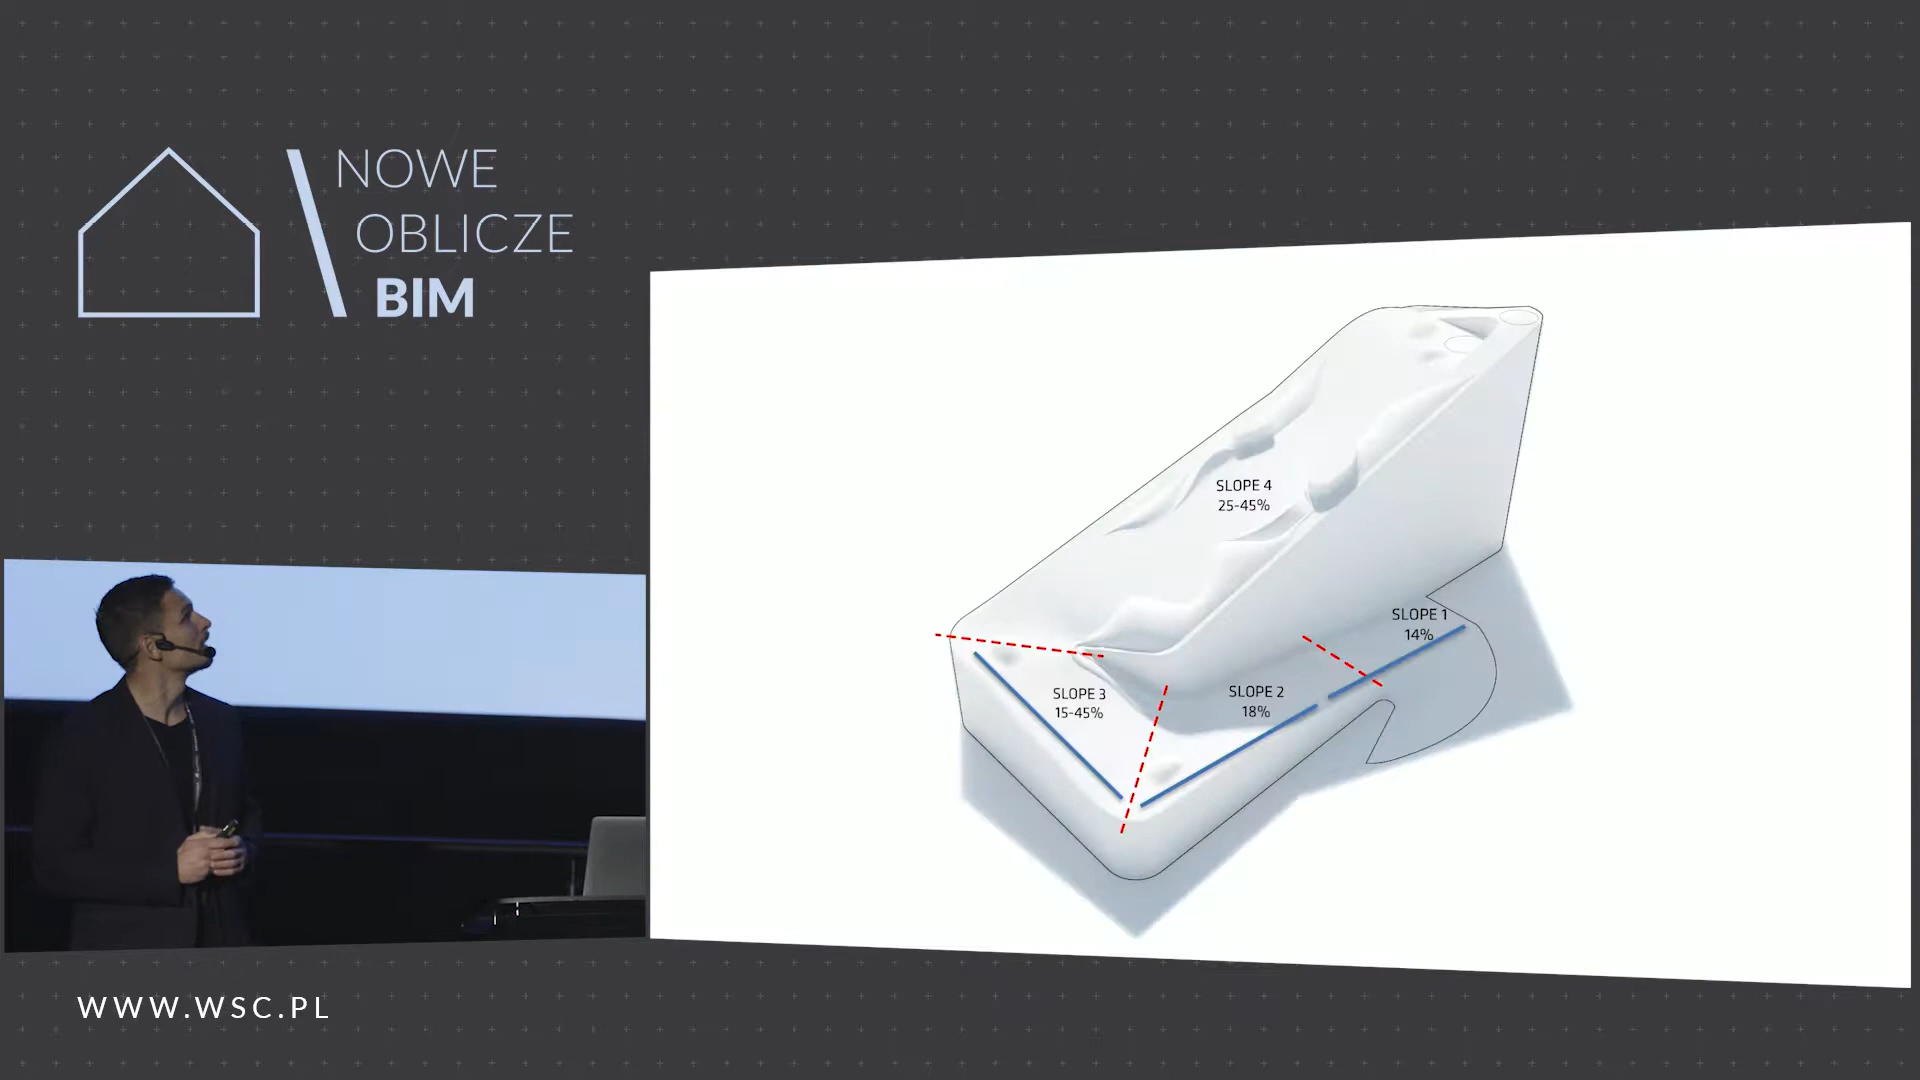 NOWE
OBLICZE
BIM
SLOPE 4
25-45%
SLOPE 1
14%
SLOPE 3
15-45%
SLOPE 2
18%
WWW.WSC.PL